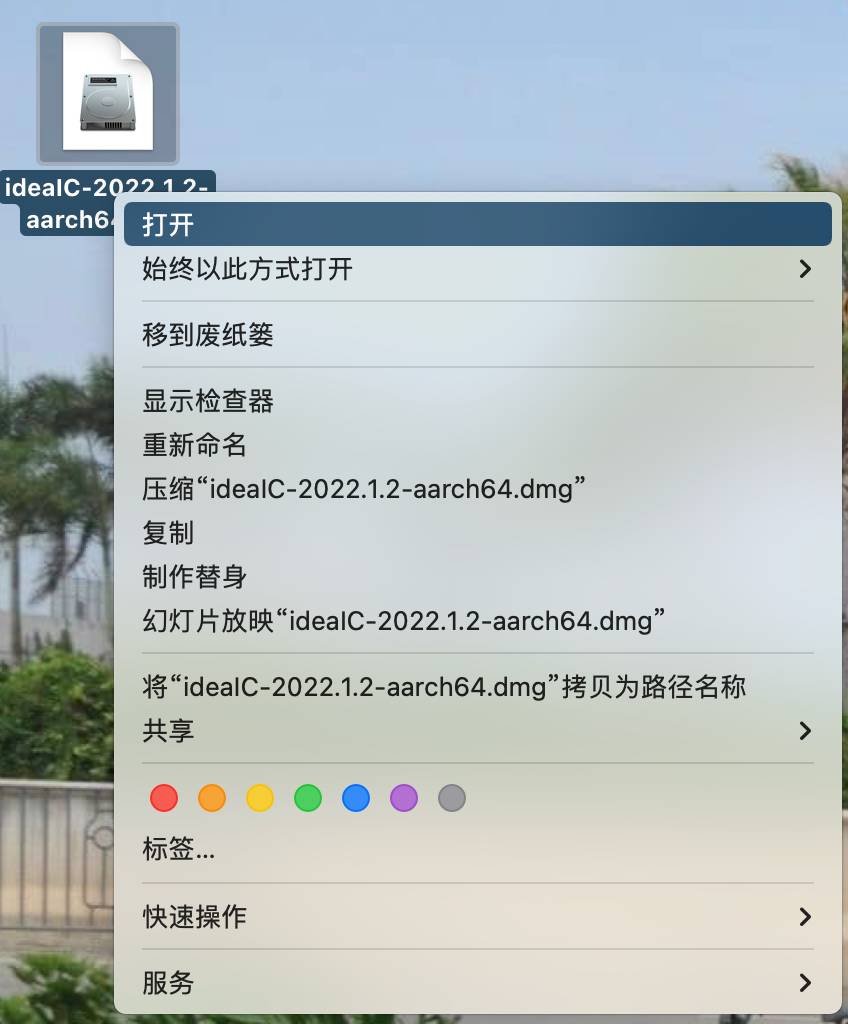 ideaIC-2022.1.2-
aarch64
打开
始终以此方式打开
移到废纸篓
显示检查器
重新命名
压缩“ideaIC-2022.1.2-aarch64.dmg”
复制
制作替身
幻灯片放映“ideaIC-2022.1.2-aarch64.dmg”
将“ideaIC-2022.1.2-aarch64.dmg”拷贝为路径名称
共享
标签...
快速操作
服务